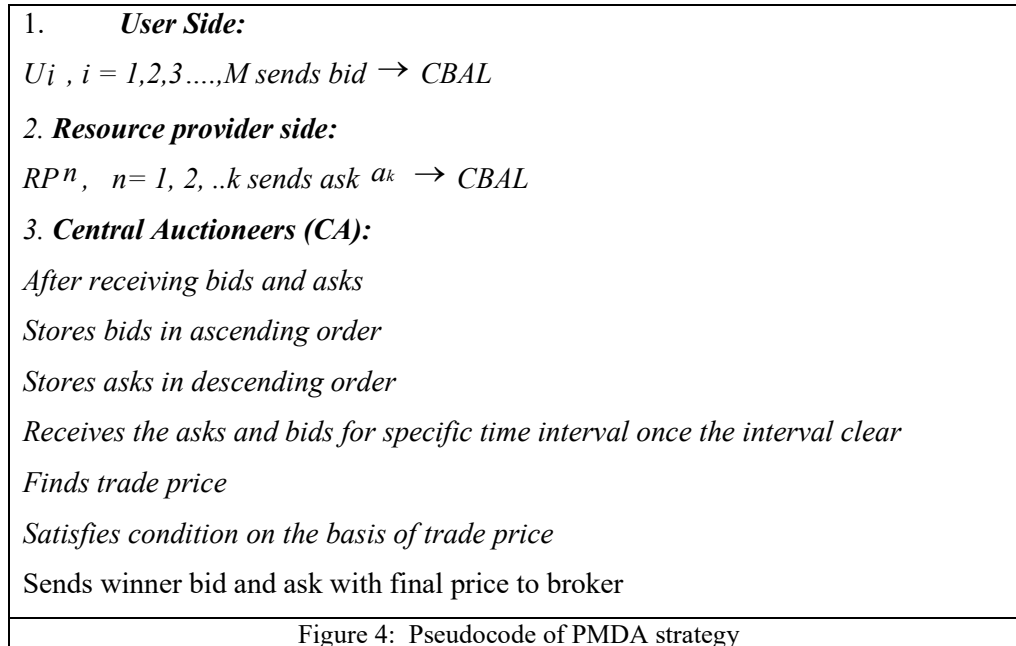 1. User Side:
Ui , i = 1,2,3....,M sends bid → CBAL
2. Resource provider side:
RPⁿ, n= 1, 2, ..k sends ask aₖ → CBAL
3. Central Auctioneers (CA):
After receiving bids and asks
Stores bids in ascending order
Stores asks in descending order
Receives the asks and bids for specific time interval once the interval clear
Finds trade price
Satisfies condition on the basis of trade price
Sends winner bid and ask with final price to broker
Figure 4: Pseudocode of PMDA strategy